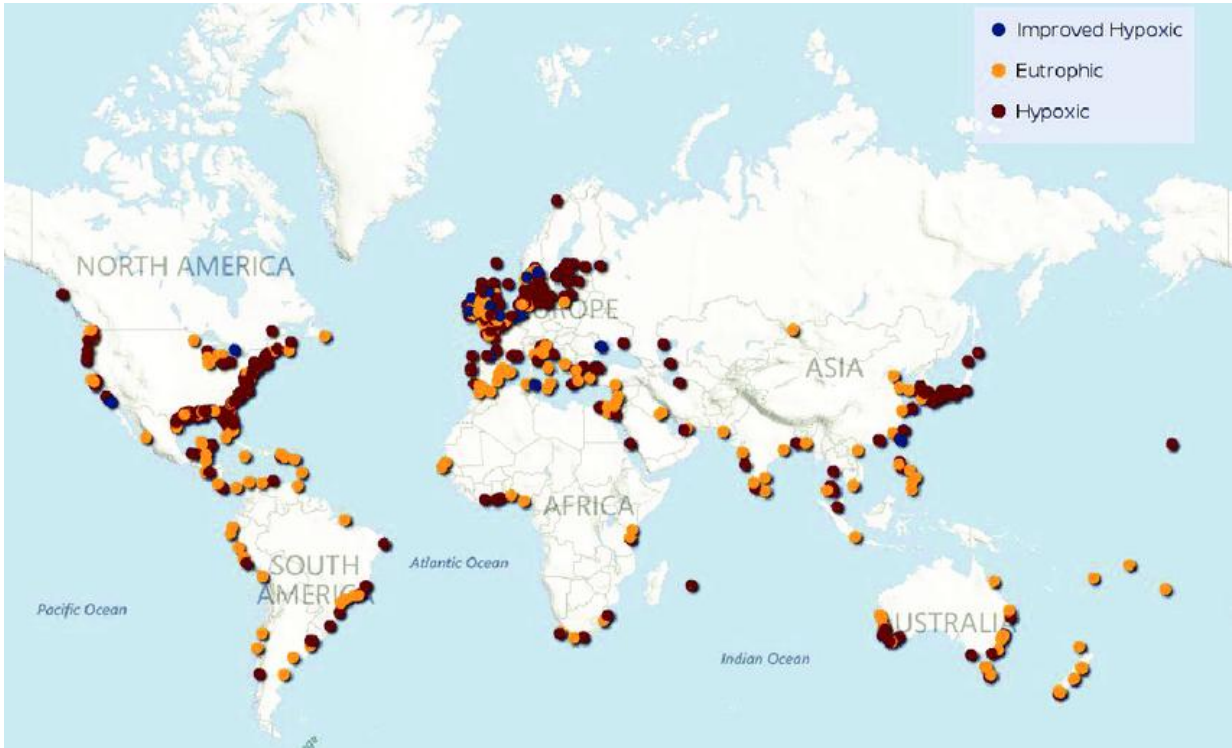 Improved Hypoxic
Eutrophic
Hypoxic
NORTH AMERICA
EUROPE
ASIA
AFRICA
SOUTH
AMERICA
Atlantic Ocean
Pacific Ocean
AUSTRALIA
Indian Ocean